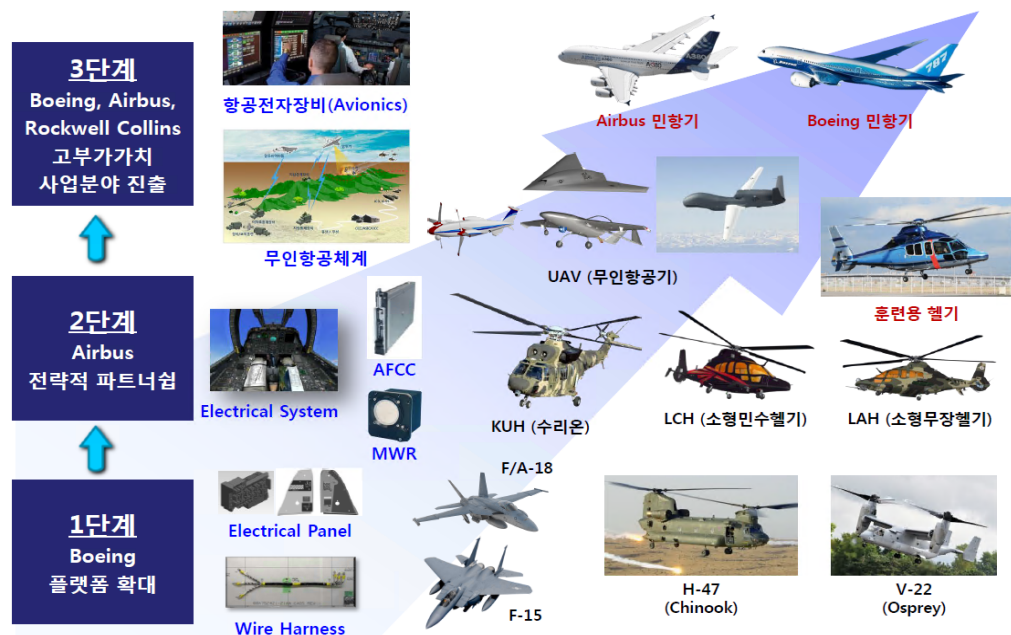 3단계
Boeing, Airbus,
Rockwell Collins
고부가가치
사업분야 진출
항공전자장비(Avionics)
A380
Airbus 민항기
787
Boeing 민항기
무인항공체계
UAV (무인항공기)
훈련용 헬기
2단계
Airbus
전략적 파트너쉽
Electrical System
AFCC
MWR
KUH (수리온)
LCH (소형민수헬기)
LAH (소형무장헬기)
1단계
Boeing
플랫폼 확대
Electrical Panel
Wire Harness
F/A-18
F-15
H-47
(Chinook)
V-22
(Osprey)